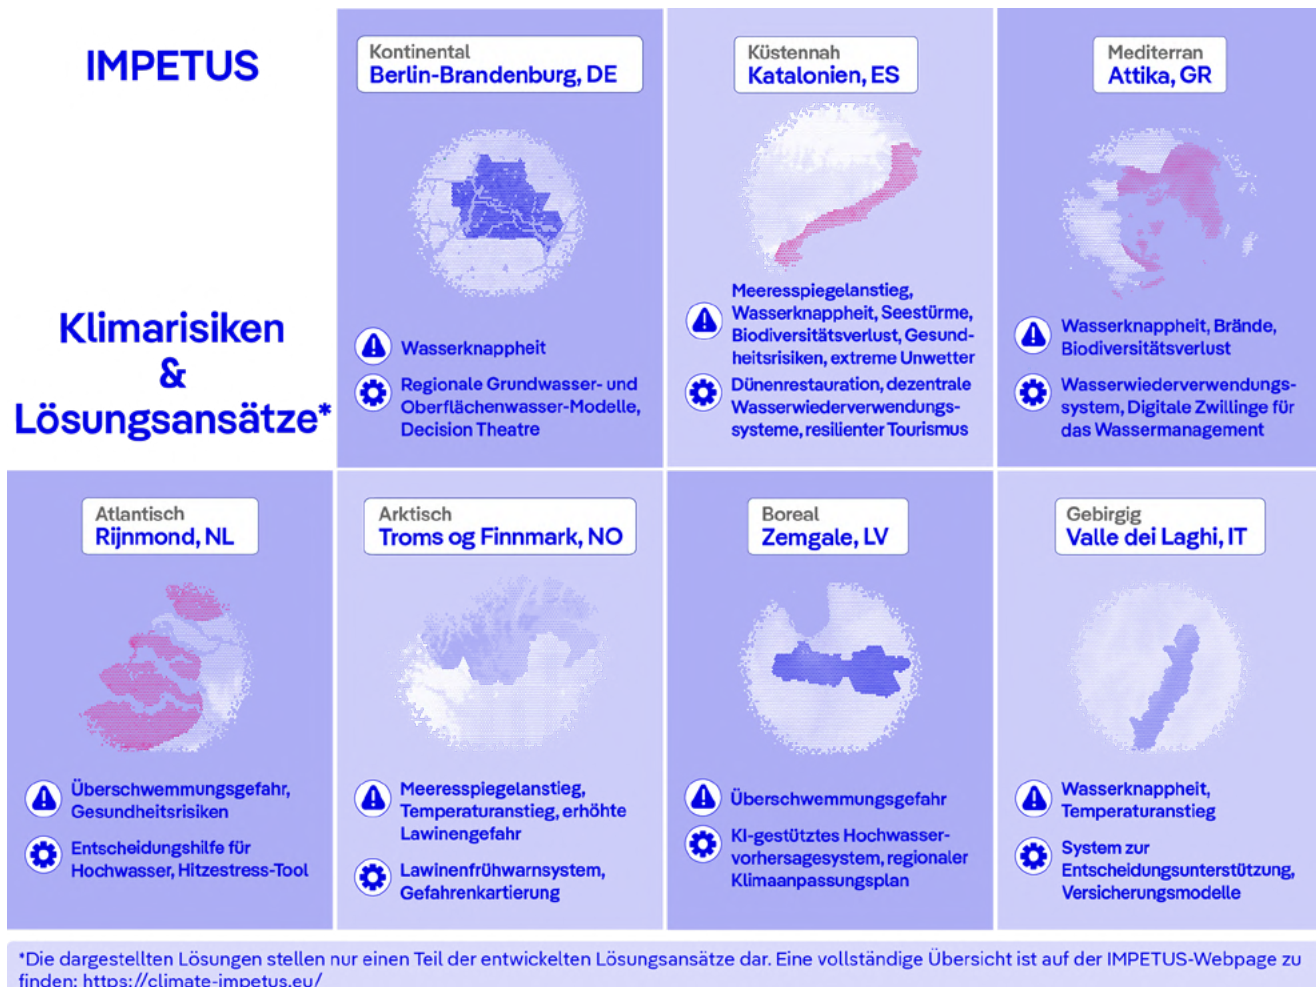 IMPETUS
Klimarisiken
&
Lösungsansätze*
Kontinental
Berlin-Brandenburg, DE
Wasserknappheit
Regionale Grundwasser- und
Oberflächenwasser-Modelle,
Decision Theatre
Küstennah
Katalonien, ES
Meeresspiegelanstieg,
Wasserknappheit, Seestürme,
Biodiversitätsverlust, Gesund-
heitsrisiken, extreme Unwetter
Dünenrestauration, dezentrale
Wasserwiederverwendungs-
systeme, resilienter Tourismus
Mediterran
Attika, GR
Wasserknappheit, Brände,
Biodiversitätsverlust
Wasserwiederverwendungs-
system, Digitale Zwillinge für
das Wassermanagement
Atlantisch
Rijnmond, NL
Überschwemmungsgefahr,
Gesundheitsrisiken
Entscheidungshilfe für
Hochwasser, Hitzestress-Tool
Arktisch
Troms og Finnmark, NO
Meeresspiegelanstieg,
Temperaturanstieg, erhöhte
Lawinengefahr
Lawinenfrühwarnsystem,
Gefahrenkartierung
Boreal
Zemgale, LV
Überschwemmungsgefahr
KI-gestütztes Hochwasser-
vorhersagesystem, regionaler
Klimaanpassungsplan
Gebirgig
Valle dei Laghi, IT
Wasserknappheit,
Temperaturanstieg
System zur
Entscheidungsunterstützung,
Versicherungsmodelle
*Die dargestellten Lösungen stellen nur einen Teil der entwickelten Lösungsansätze dar. Eine vollständige Übersicht ist auf der IMPETUS-Webpage zu
finden: https://climate-impetus.eu/